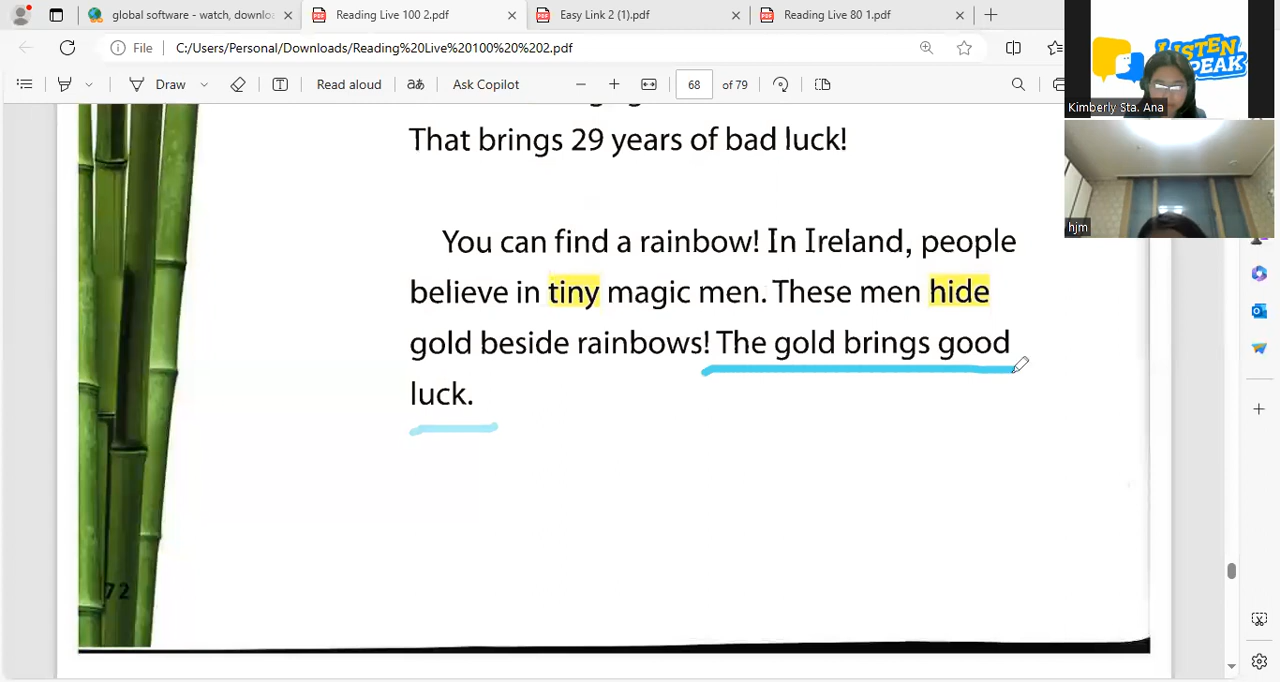 global software - watch, downlo
Reading Live 100 2.pdf
Easy Link 2 (1).pdf
Reading Live 80 1.pdf
File
C:/Users/Personal/Downloads/Reading%20Live%20100%20%202.pdf
Draw
aあ
Read aloud
Ask Copilot
68 of 79
LISTEN
SPEAK
Kimberly Sta. Ana
hjm
That brings 29 years of bad luck!
You can find a rainbow! In Ireland, people
believe in tiny magic men. These men hide
gold beside rainbows! The gold brings good
luck.
72